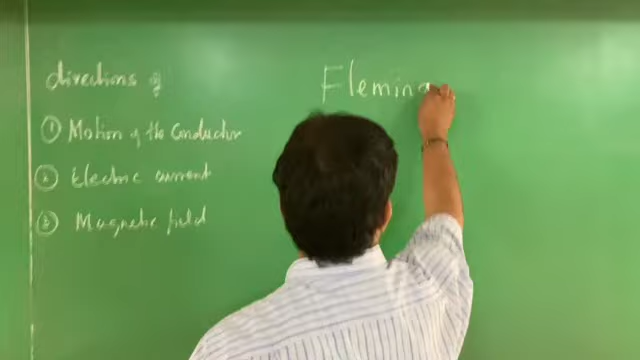 directions of
① Motion of the Conductor
② Electric current
③ Magnetic field
Fleming